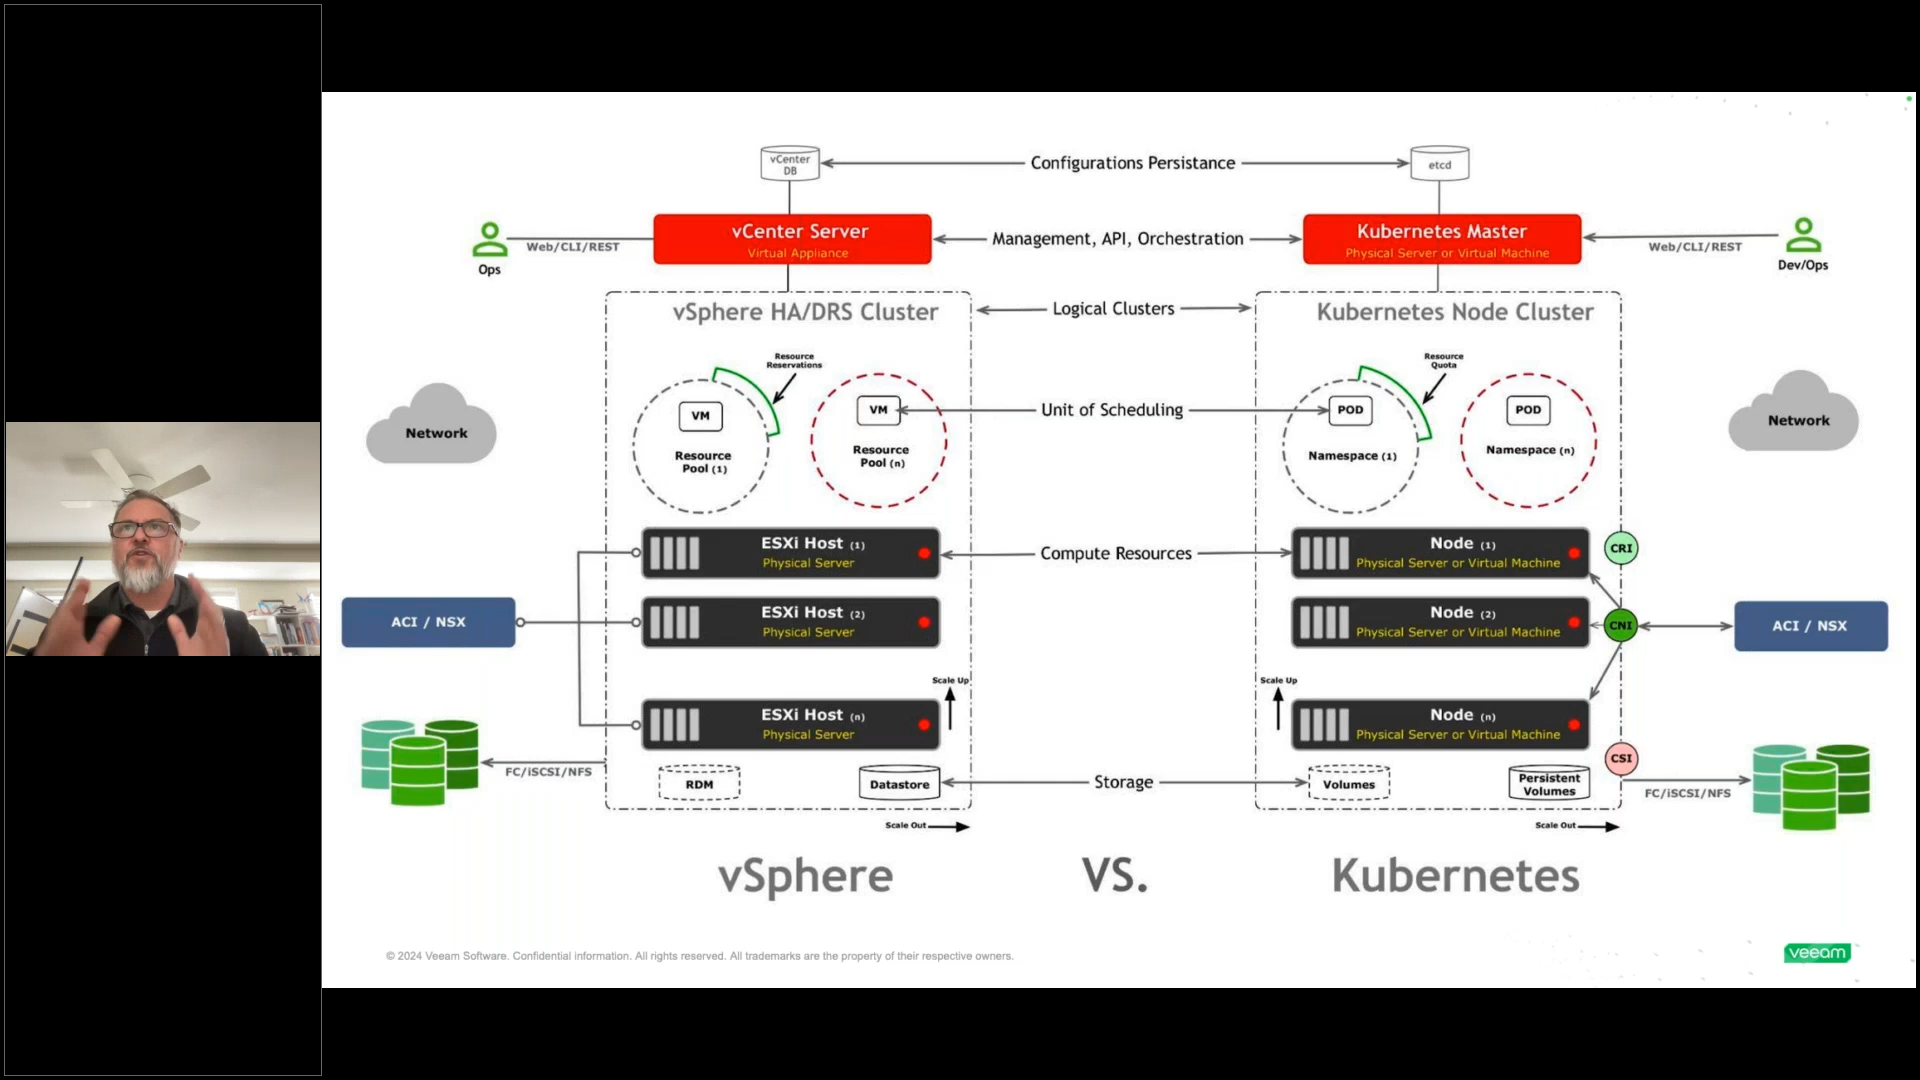 vCenter
DB
Configurations Persistance
etcd
Ops
Web/CLI/REST
vCenter Server
Virtual Appliance
Management, API, Orchestration
Kubernetes Master
Physical Server or Virtual Machine
Web/CLI/REST
Dev/Ops
vSphere HA/DRS Cluster
Logical Clusters
Kubernetes Node Cluster
Resource
Reservations
Resource
Quota
Network
VM
Resource
Pool (1)
VM
Resource
Pool (n)
Unit of Scheduling
POD
Namespace (1)
POD
Namespace (n)
Network
ESXi Host (1)
Physical Server
Compute Resources
Node (1)
Physical Server or Virtual Machine
CRI
ACI / NSX
ESXi Host (2)
Physical Server
Node (2)
Physical Server or Virtual Machine
CNI
ACI / NSX
Scale Up
Scale Up
ESXi Host (n)
Physical Server
Node (n)
Physical Server or Virtual Machine
FC/iSCSI/NFS
RDM
Datastore
Storage
Volumes
Persistent
Volumes
CSI
FC/iSCSI/NFS
Scale Out
Scale Out
vSphere
VS.
Kubernetes
© 2024 Veeam Software. Confidential information. All rights reserved. All trademarks are the property of their respective owners.
veeam